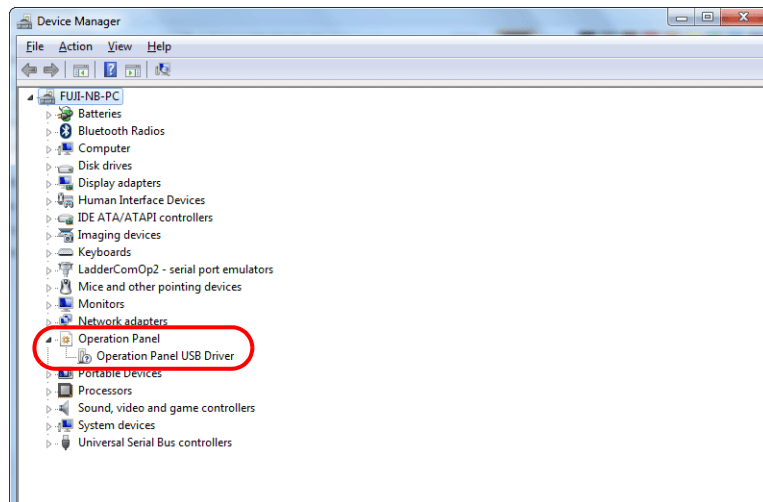 Device Manager
File Action View Help
FUJI-NB-PC
Batteries
Bluetooth Radios
Computer
Disk drives
Display adapters
Human Interface Devices
IDE ATA/ATAPI controllers
Imaging devices
Keyboards
LadderComOp2 - serial port emulators
Mice and other pointing devices
Monitors
Network adapters
Operation Panel
Operation Panel USB Driver
Portable Devices
Processors
Sound, video and game controllers
System devices
Universal Serial Bus controllers